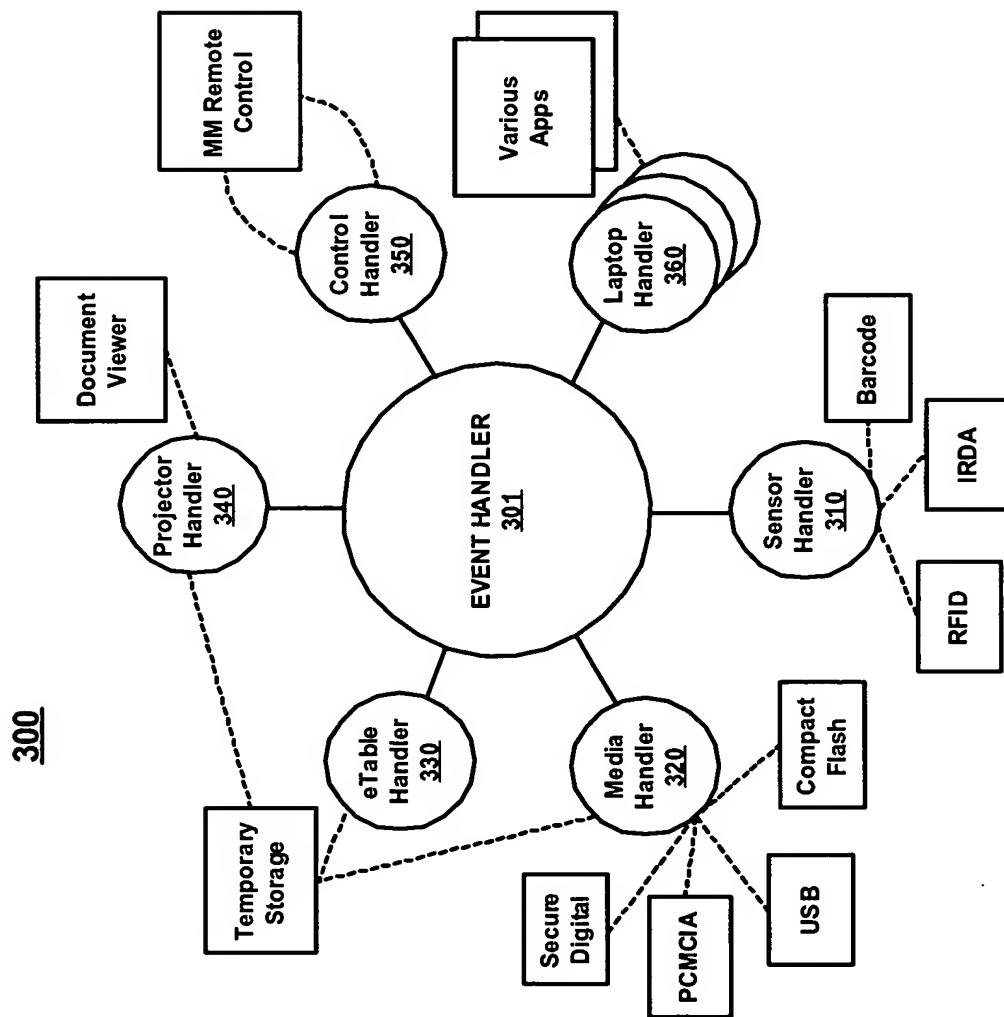 300
Temporary
Storage
Secure
Digital
PCMCIA
USB
Compact
Flash
eTable
Handler
330
Media
Handler
320
Projector
Handler
340
EVENT HANDLER
301
Sensor
Handler
310
RFID
IRDA
Barcode
Document
Viewer
Control
Handler
350
Laptop
Handler
360
MM Remote
Control
Various
Apps